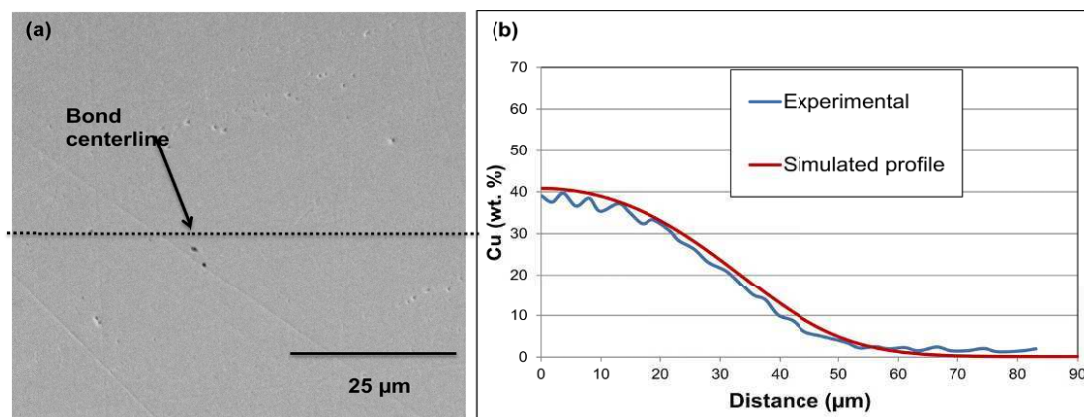 (a)
Bond
centerline
25 µm
(b)
Experimental
Simulated profile
Cu (wt. %)
70
60
50
40
30
20
10
0
0 10 20 30 40 50 60 70 80 90
Distance (µm)